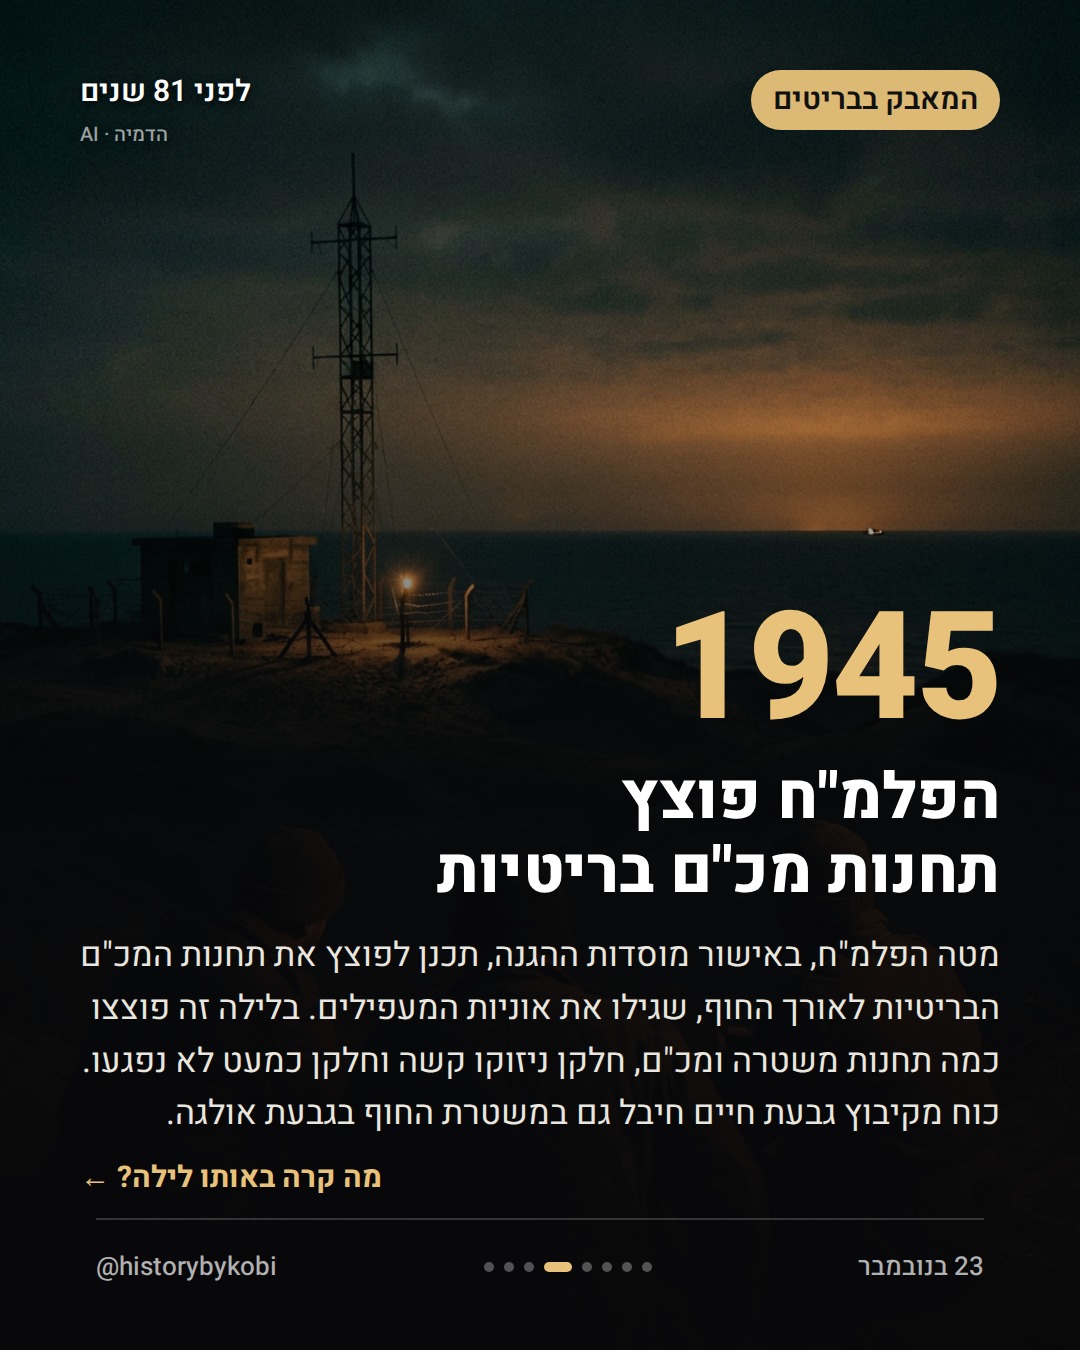 המאבק בבריטים
לפני 81 שנים
הדמיה · AI
1945
הפלמ"ח פוצץ
תחנות מכ"ם בריטיות
מטה הפלמ"ח, באישור מוסדות ההגנה, תכנן לפוצץ את תחנות המכ"ם
הבריטיות לאורך החוף, שגילו את אוניות המעפילים. בלילה זה פוצצו
כמה תחנות משטרה ומכ"ם, חלקן ניזוקו קשה וחלקן כמעט לא נפגעו.
כוח מקיבוץ גבעת חיים חיבל גם במשטרת החוף בגבעת אולגה.
מה קרה באותו לילה? ←
23 בנובמבר
@historybykobi